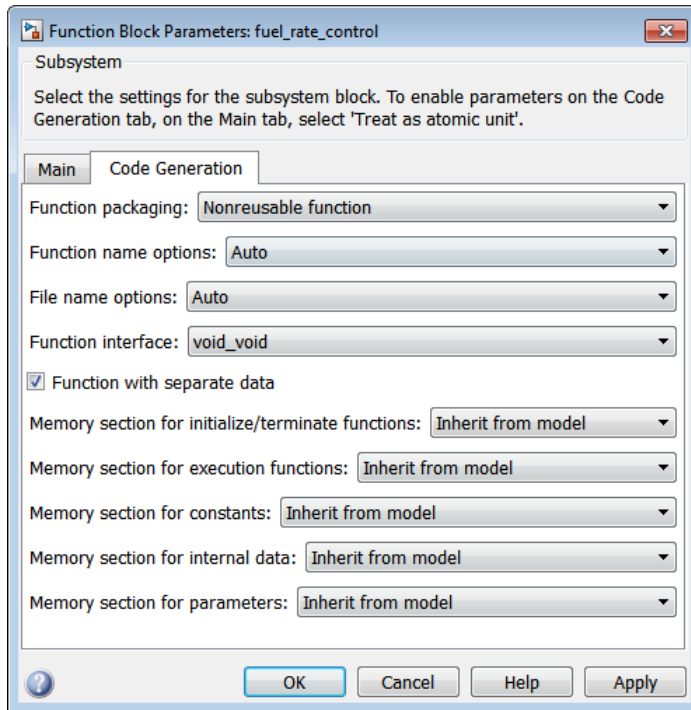 Function Block Parameters: fuel_rate_control
Subsystem
Select the settings for the subsystem block. To enable parameters on the Code
Generation tab, on the Main tab, select 'Treat as atomic unit'.
Main Code Generation
Function packaging: Nonreusable function
Function name options: Auto
File name options: Auto
Function interface: void_void
Function with separate data
Memory section for initialize/terminate functions: Inherit from model
Memory section for execution functions: Inherit from model
Memory section for constants: Inherit from model
Memory section for internal data: Inherit from model
Memory section for parameters: Inherit from model
? OK Cancel Help Apply